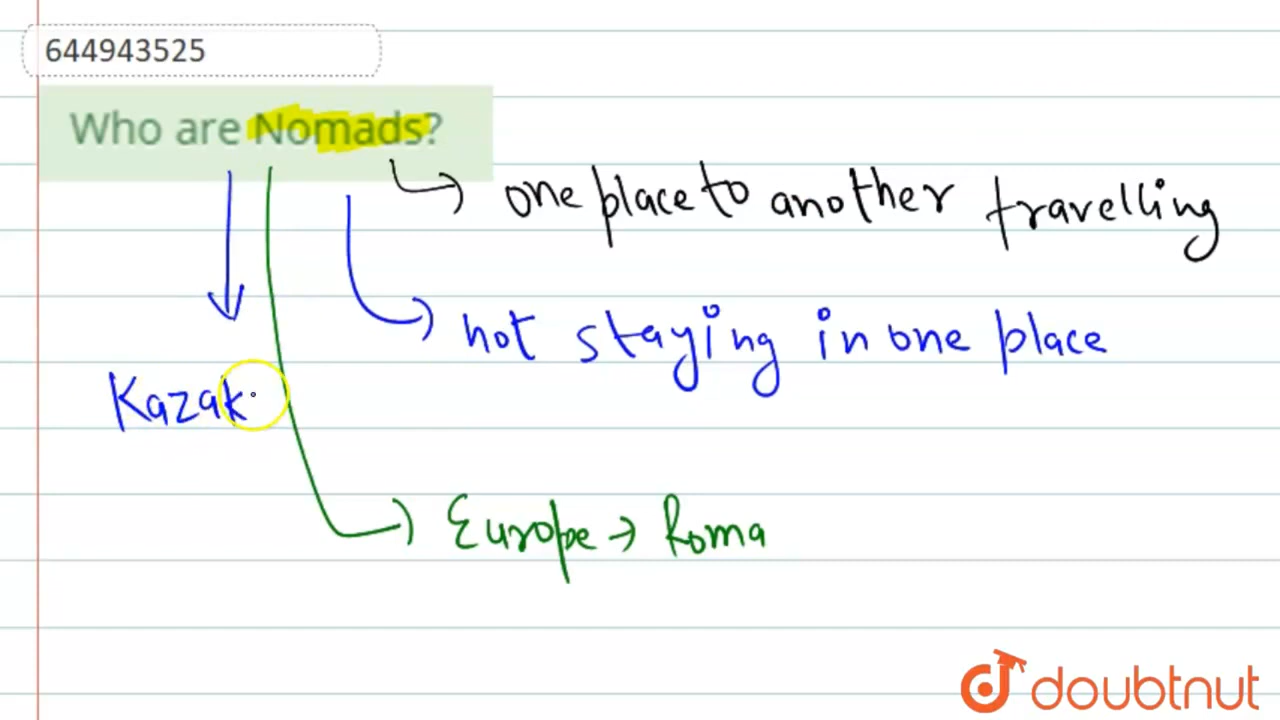 644943525
Who are Nomads?
one place to another travelling
not staying in one place
Kazak
Europe → Roma
doubtnut